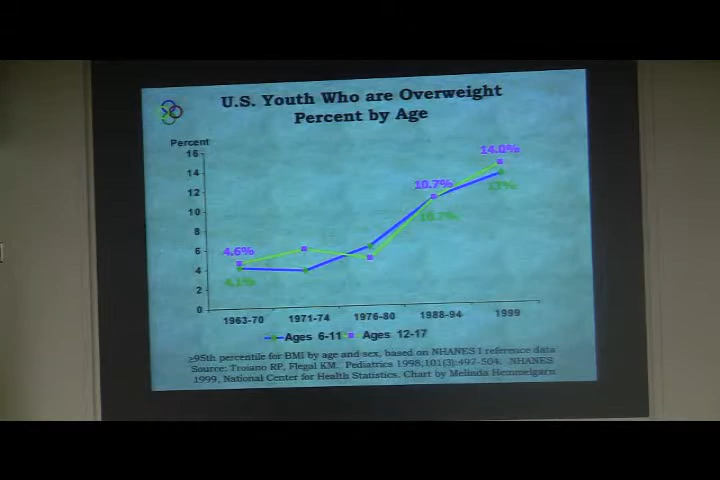 U.S. Youth Who are Overweight
Percent by Age
Percent
16
14
12
10
8
6
4
2
0
4.6%
4.1%
10.7%
10.7%
14.0%
13%
1963-70
1971-74
1976-80
1988-94
1999
Ages 6-11
Ages 12-17
≥95th percentile for BMI by age and sex, based on NHANES I reference data
Source: Troiano RP, Flegal KM. Pediatrics 1998,101(3):497-504. NHANES
1999, National Center for Health Statistics. Chart by Melinda Hemmelgarn